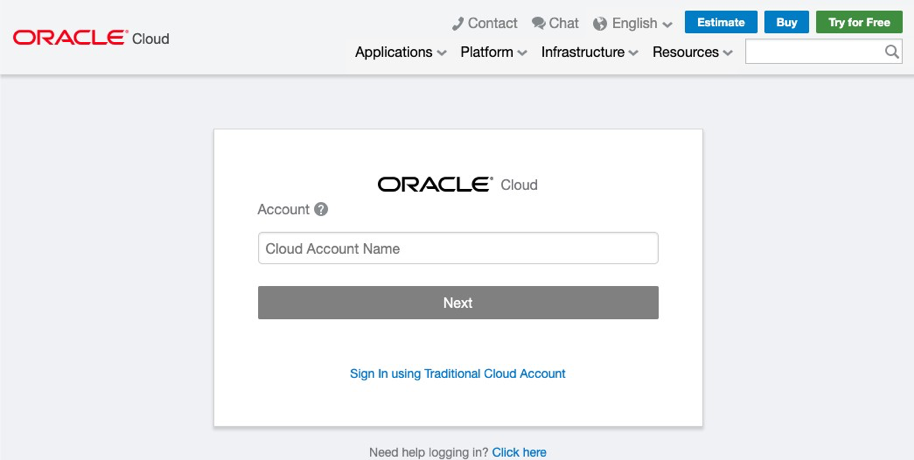 Contact Chat English Estimate Buy Try for Free
ORACLE Cloud
Applications Platform Infrastructure Resources
ORACLE Cloud
Account ?
Cloud Account Name
Next
Sign In using Traditional Cloud Account
Need help logging in? Click here